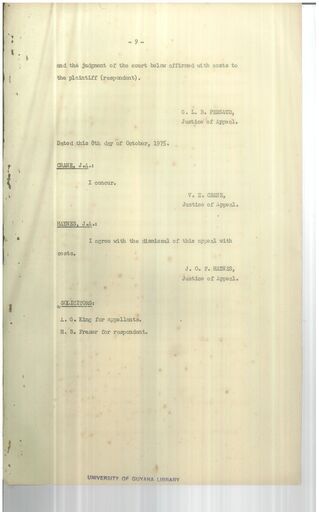 - 9 -
and the judgment of the court below affirmed with costs to
the plaintiff (respondent).
G. L. B. PERSAUD,
Justice of Appeal.
Dated this 8th day of October, 1975.
CRANE, J.A.:
I concur.
V. E. CRANE,
Justice of Appeal.
HAYNES, J.A.:
I agree with the dismissal of this appeal with
costs.
J. O. F. HAYNES,
Justice of Appeal.
SOLICITORS:
A. G. King for appellants.
H. B. Fraser for respondent.
UNIVERSITY OF GUYANA LIBRARY